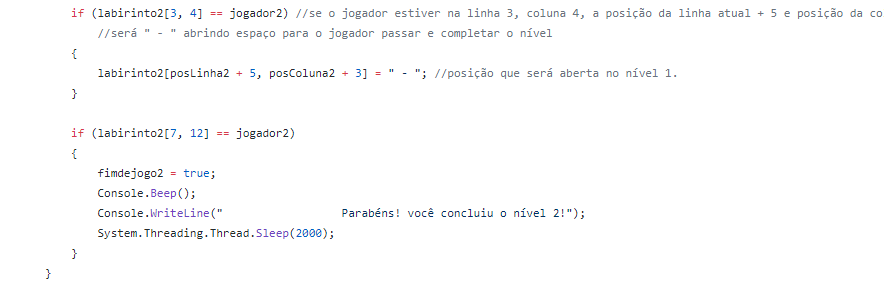 if (labirinto2[3, 4] == jogador2) //se o jogador estiver na linha 3, coluna 4, a posição da linha atual + 5 e posição da co
//será " - " abrindo espaço para o jogador passar e completar o nível
{
labirinto2[posLinha2 + 5, posColuna2 + 3] = " - "; //posição que será aberta no nível 1.
}
if (labirinto2[7, 12] == jogador2)
{
fimdejogo2 = true;
Console.Beep();
Console.WriteLine("                  Parabéns! você concluiu o nível 2!");
System.Threading.Thread.Sleep(2000);
}
}